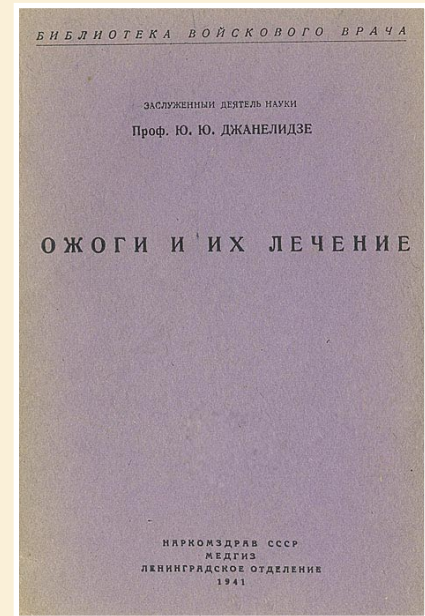 БИБЛИОТЕКА ВОЙСКОВОГО ВРАЧА
ЗАСЛУЖЕННЫЙ ДЕЯТЕЛЬ НАУКИ
Проф. Ю. Ю. ДЖАНЕЛИДЗЕ
ОЖОГИ И ИХ ЛЕЧЕНИЕ
НАРКОМЗДРАВ СССР
МЕДГИЗ
ЛЕНИНГРАДСКОЕ ОТДЕЛЕНИЕ
1941